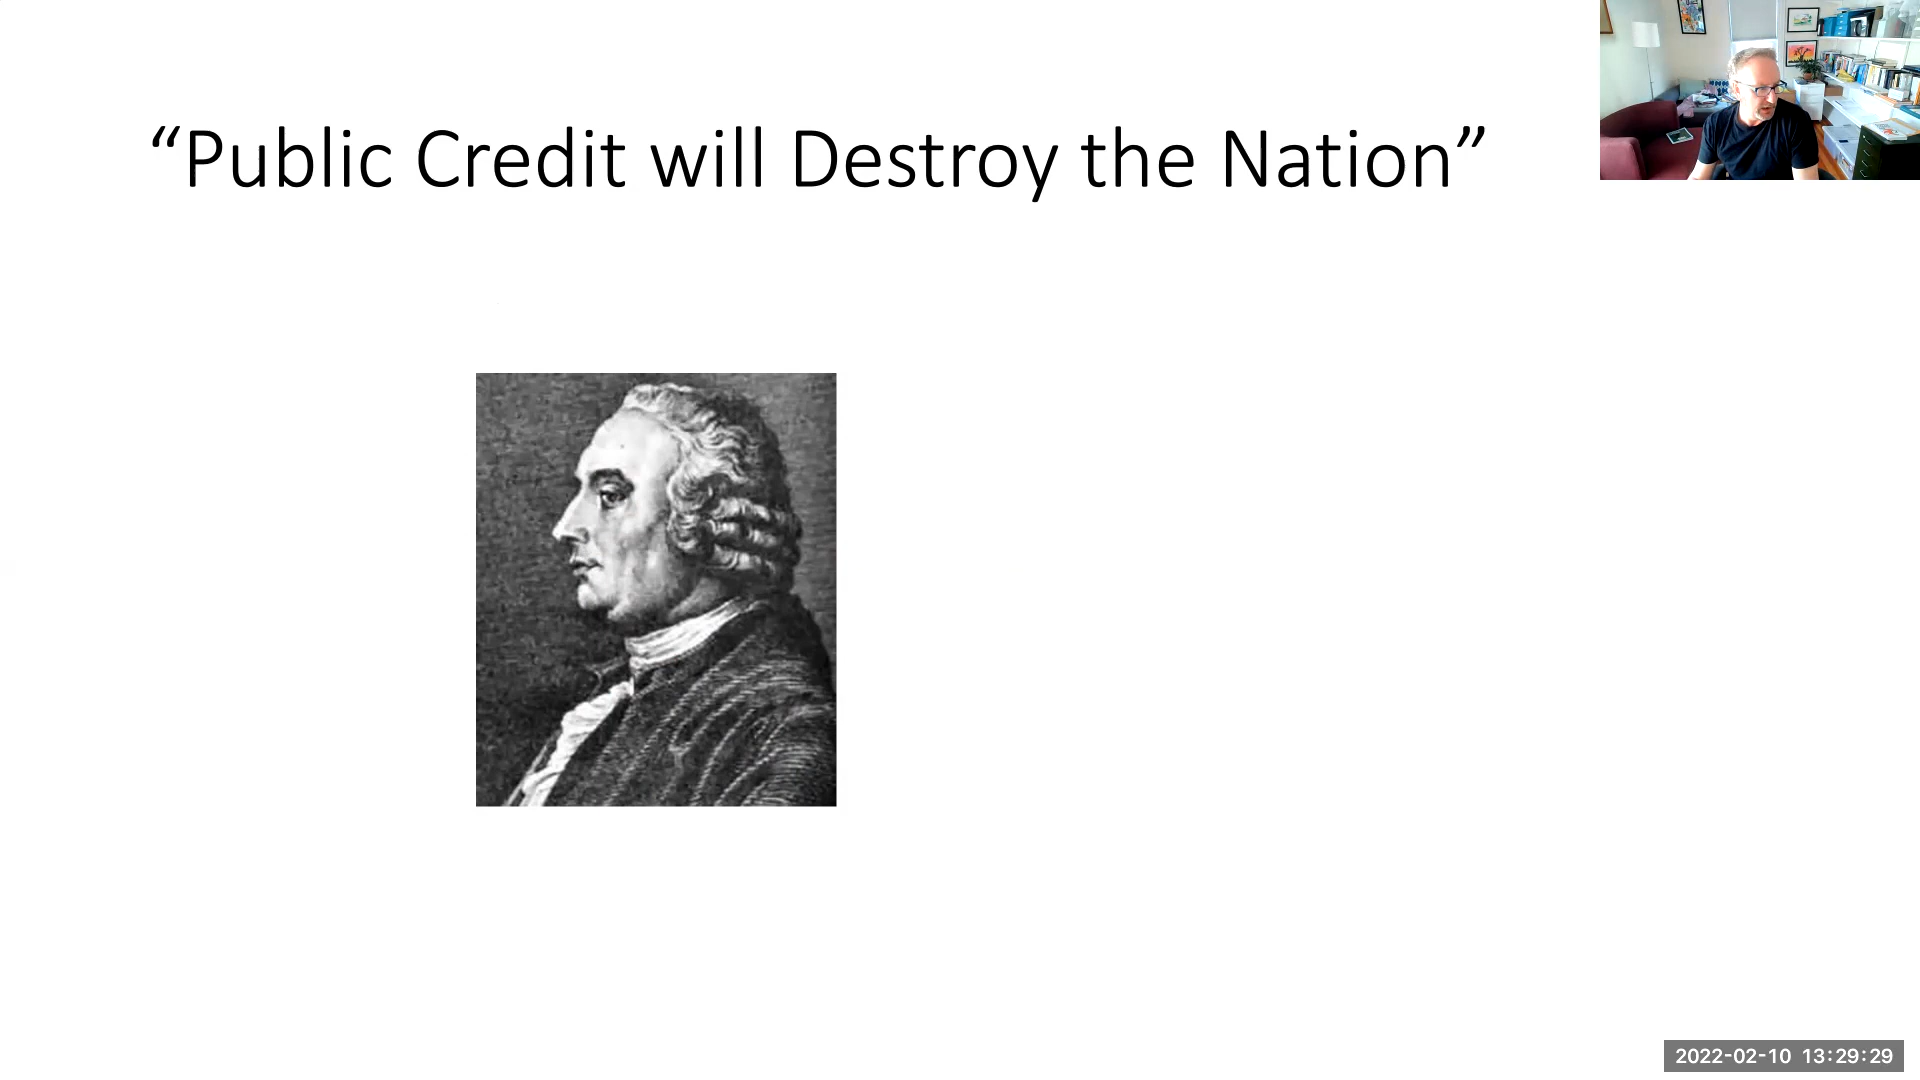 “Public Credit will Destroy the Nation”
2022-02-10 13:29:29